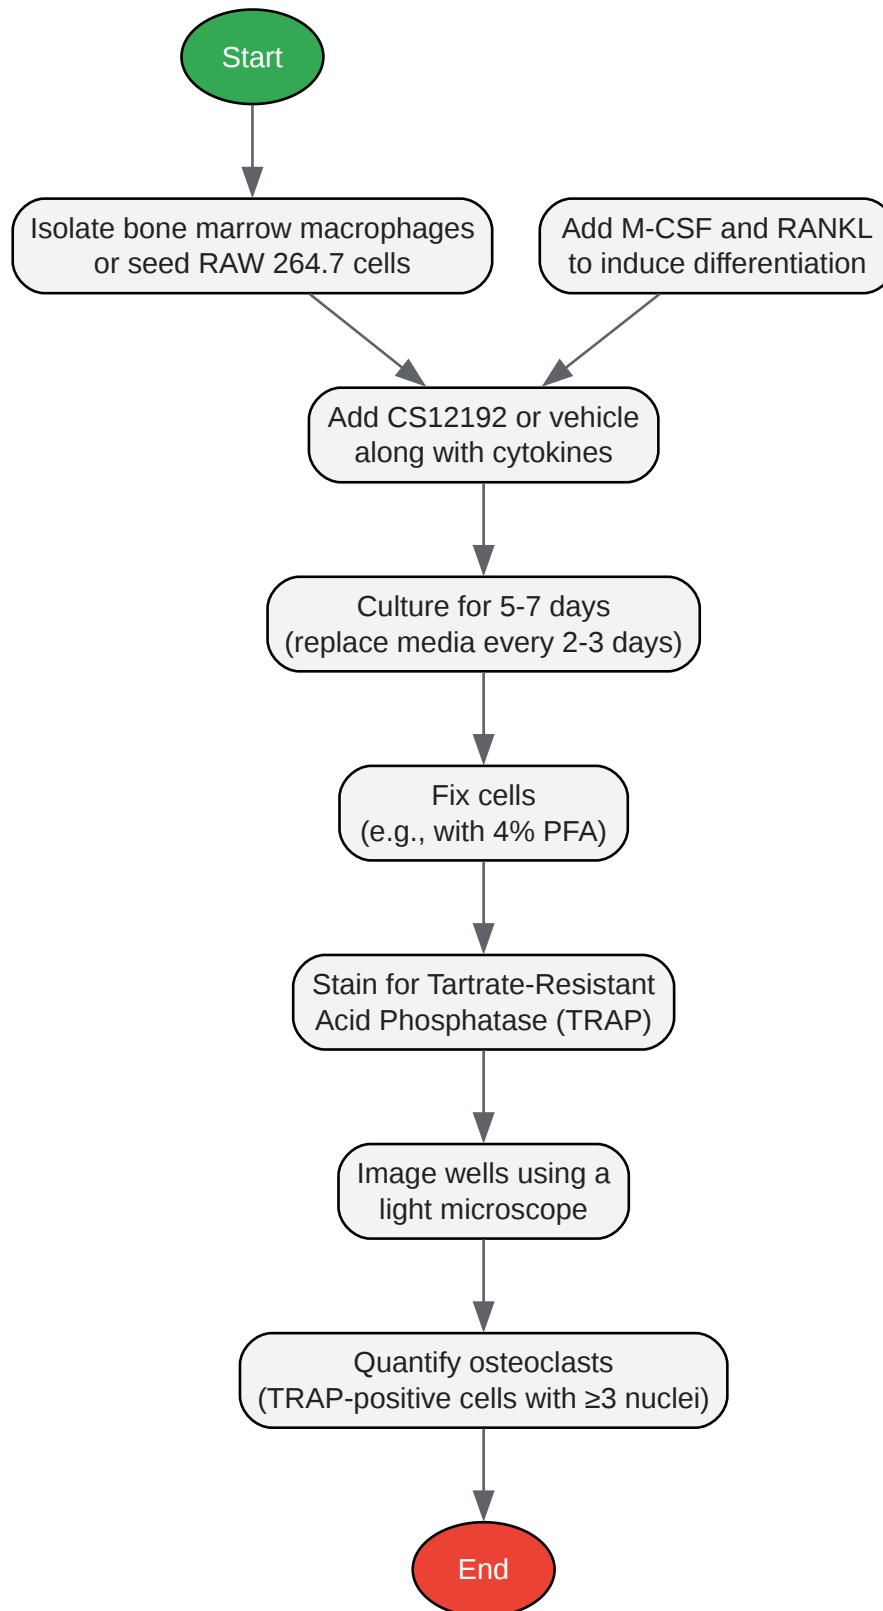 Start
Isolate bone marrow macrophages
or seed RAW 264.7 cells
Add M-CSF and RANKL
to induce differentiation
Add CS12192 or vehicle
along with cytokines
Culture for 5-7 days
(replace media every 2-3 days)
Fix cells
(e.g., with 4% PFA)
Stain for Tartrate-Resistant
Acid Phosphatase (TRAP)
Image wells using a
light microscope
Quantify osteoclasts
(TRAP-positive cells with ≥3 nuclei)
End